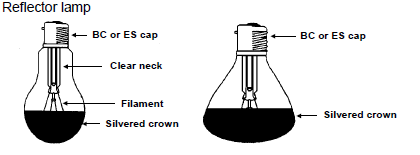 Reflector lamp
BC or ES cap
Clear neck
Filament
Silvered crown
BC or ES cap
Silvered crown